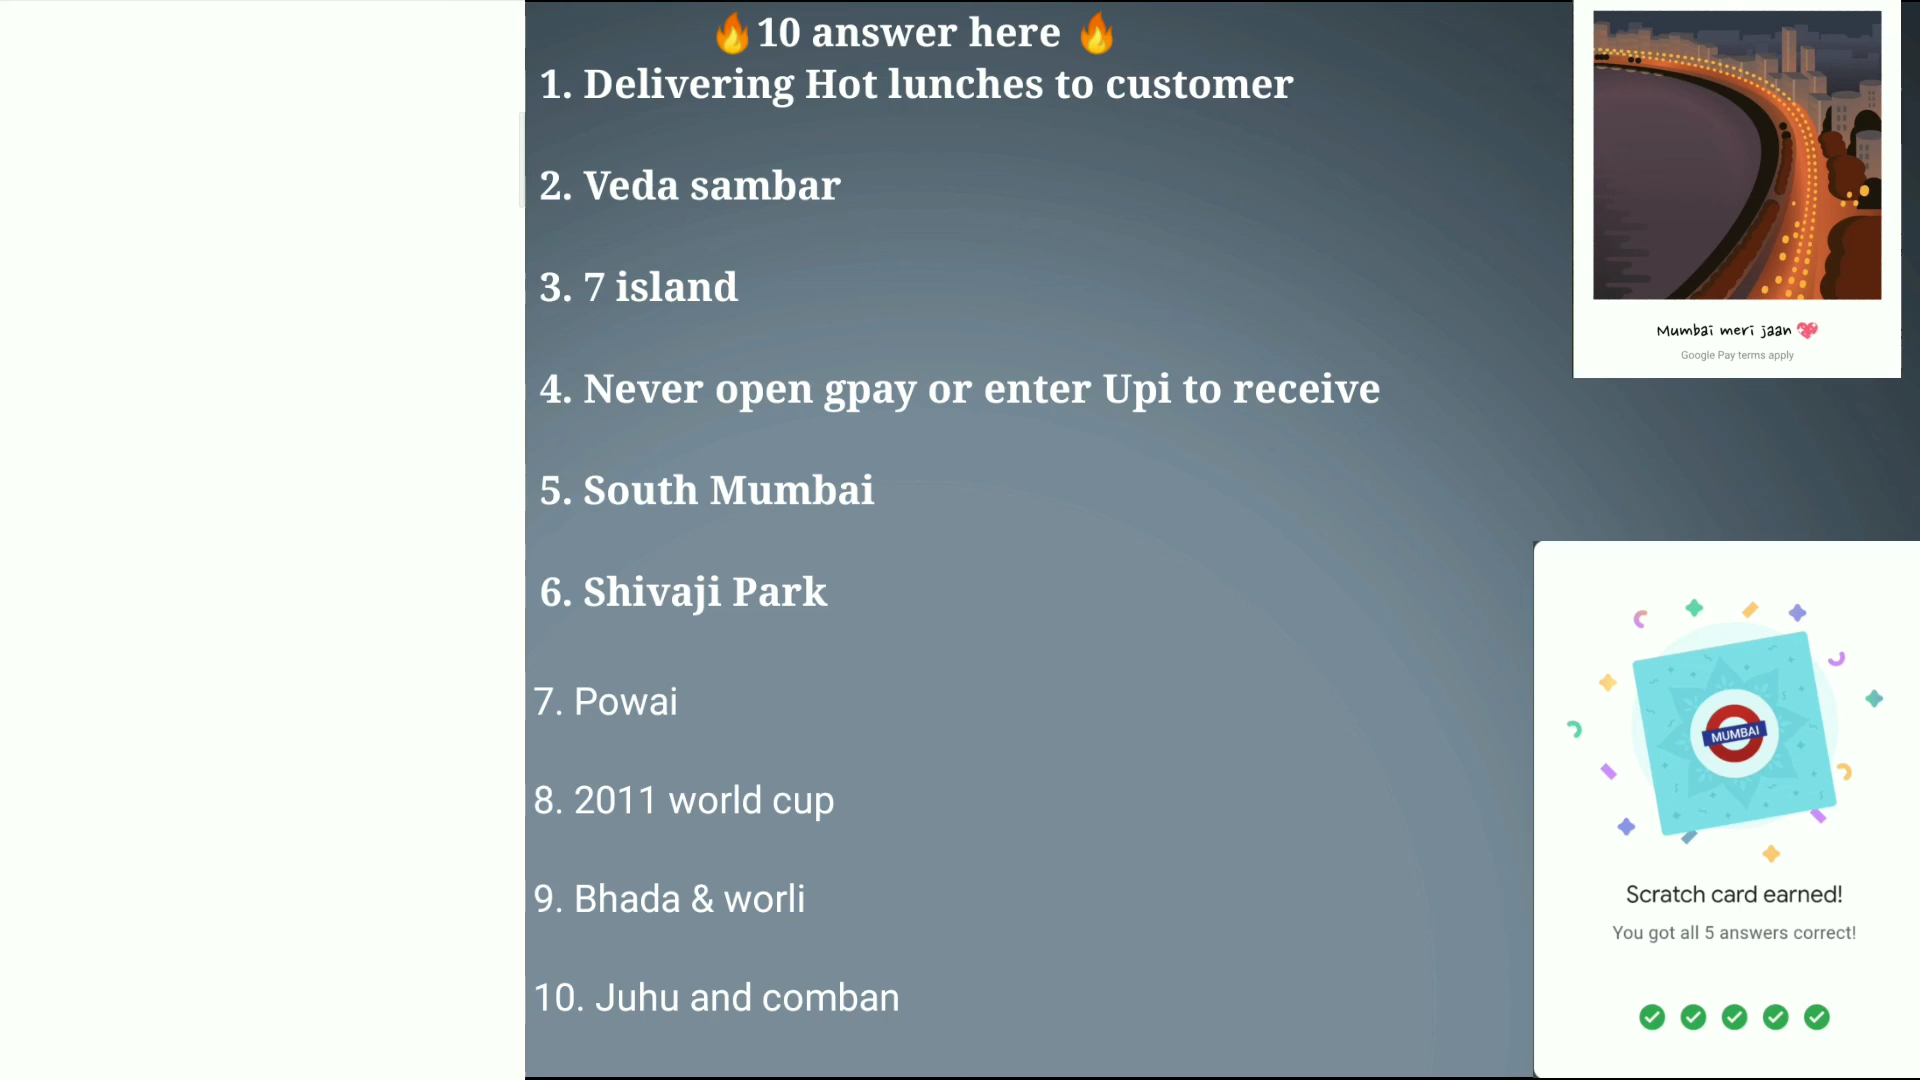 🔥10 answer here 🔥
1. Delivering Hot lunches to customer
2. Veda sambar
3. 7 island
4. Never open gpay or enter Upi to receive
5. South Mumbai
6. Shivaji Park
7. Powai
8. 2011 world cup
9. Bhada & worli
10. Juhu and comban
Mumbai meri jaan 💖
Google Pay terms apply
MUMBAI
Scratch card earned!
You got all 5 answers correct!